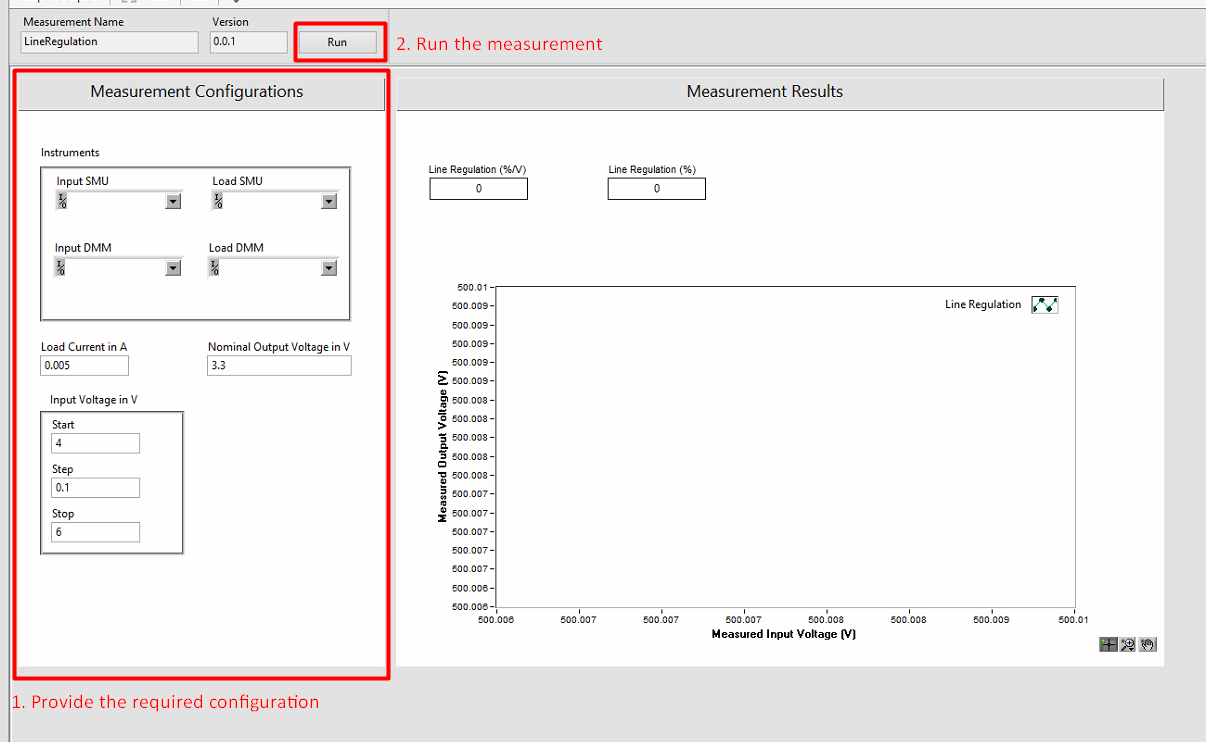 Measurement Name
Version
LineRegulation
0.0.1
Run
2. Run the measurement
Measurement Configurations
Measurement Results
Instruments
Input SMU
Load SMU
Input DMM
Load DMM
Load Current in A
Nominal Output Voltage in V
0.005
3.3
Input Voltage in V
Start
4
Step
0.1
Stop
6
Line Regulation (%/V)
Line Regulation (%)
0
0
Line Regulation
Measured Output Voltage (V)
500.01
500.009
500.009
500.009
500.009
500.009
500.008
500.008
500.008
500.008
500.008
500.007
500.007
500.007
500.007
500.007
500.006
500.006
500.006
500.007
500.007
500.007
500.008
500.008
500.009
500.01
Measured Input Voltage (V)
1. Provide the required configuration